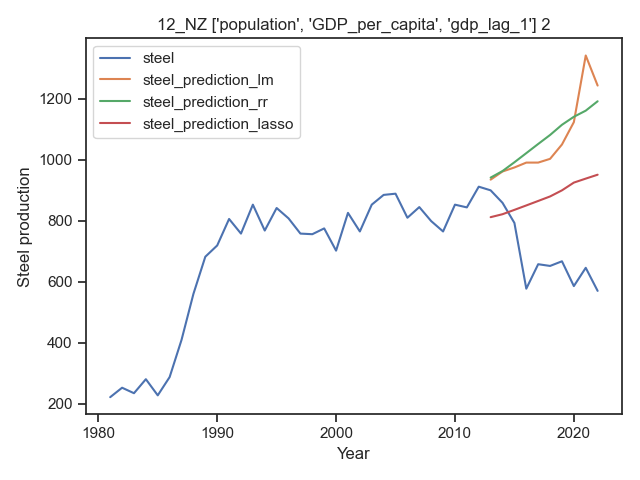 12_NZ ['population', 'GDP_per_capita', 'gdp_lag_1'] 2
steel
steel_prediction_lm
steel_prediction_rr
steel_prediction_lasso
Steel production
1200
1000
800
600
400
200
1980
1990
2000
2010
2020
Year